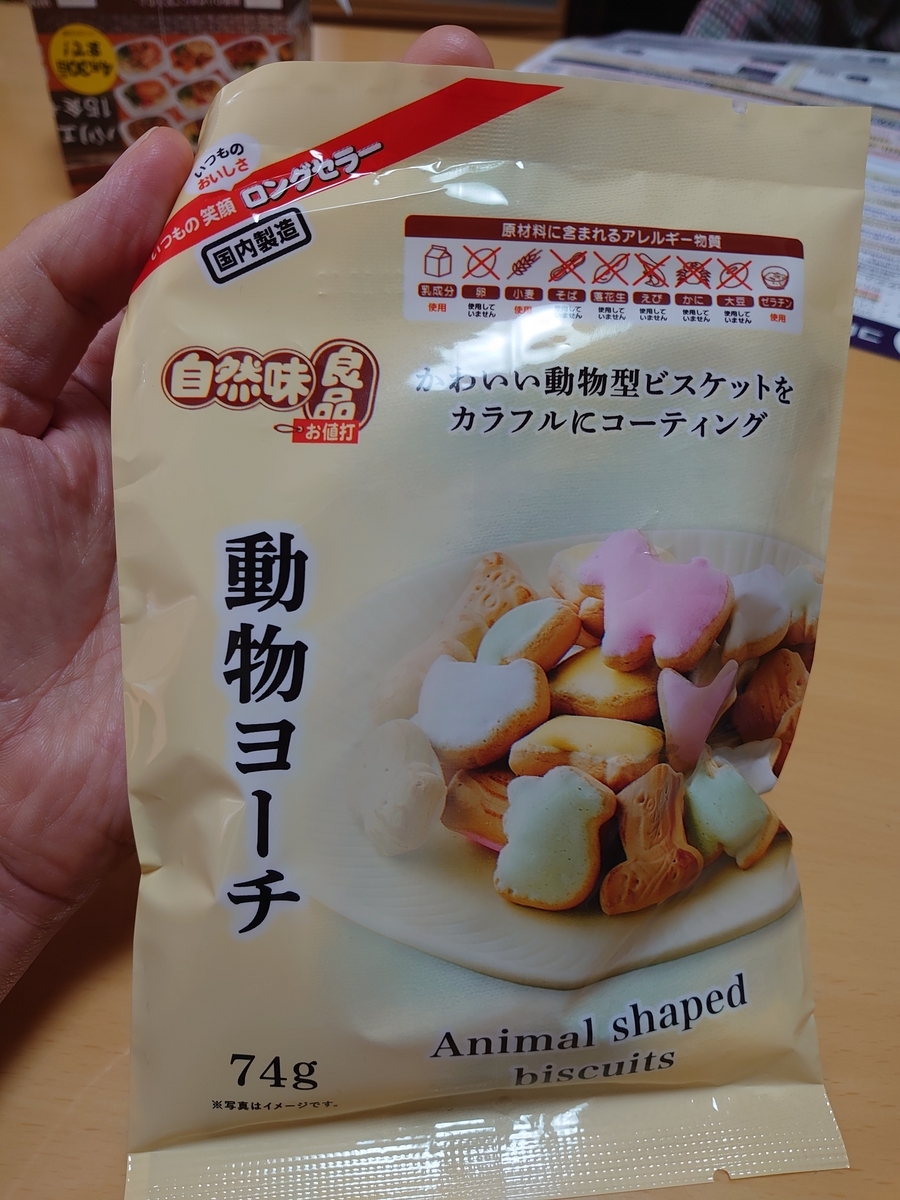 まで!
15食
バリエ
いつもの
おいしさ
いつもの笑顔 ロングセラー
国内製造
原材料に含まれるアレルギー物質
乳成分 卵 小麦 そば 落花生 えび かに 大豆 ゼラチン
使用 使用していません 使用 使用していません 使用していません 使用していません 使用していません 使用していません 使用
自然味良品
お値打
かわいい動物型ビスケットを
カラフルにコーティング
動物ヨーチ
Animal shaped
biscuits
74g
※写真はイメージです。